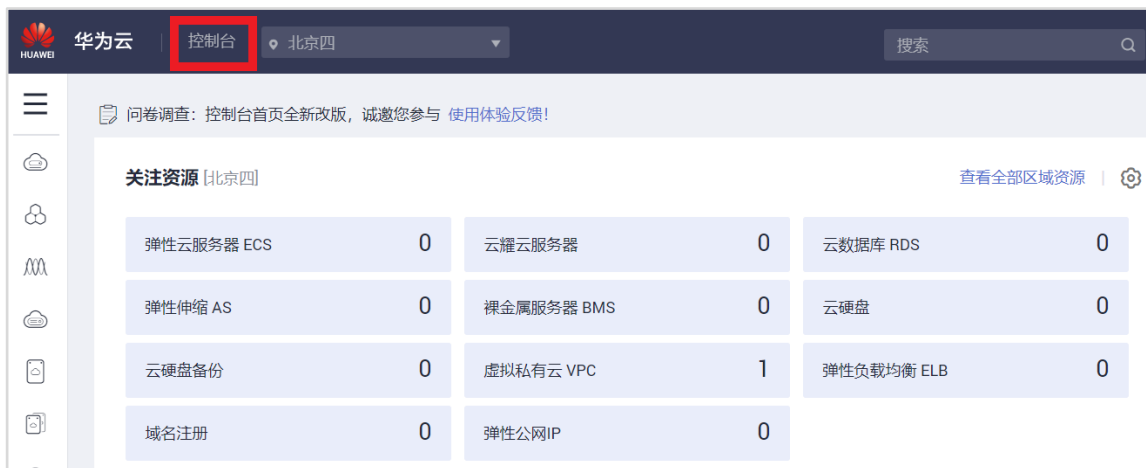 HUAWEI 华为云 控制台 北京四 搜索
问卷调查：控制台首页全新改版，诚邀您参与 使用体验反馈！
关注资源 [北京四] 查看全部区域资源
弹性云服务器 ECS 0 云耀云服务器 0 云数据库 RDS 0
弹性伸缩 AS 0 裸金属服务器 BMS 0 云硬盘 0
云硬盘备份 0 虚拟私有云 VPC 1 弹性负载均衡 ELB 0
域名注册 0 弹性公网IP 0